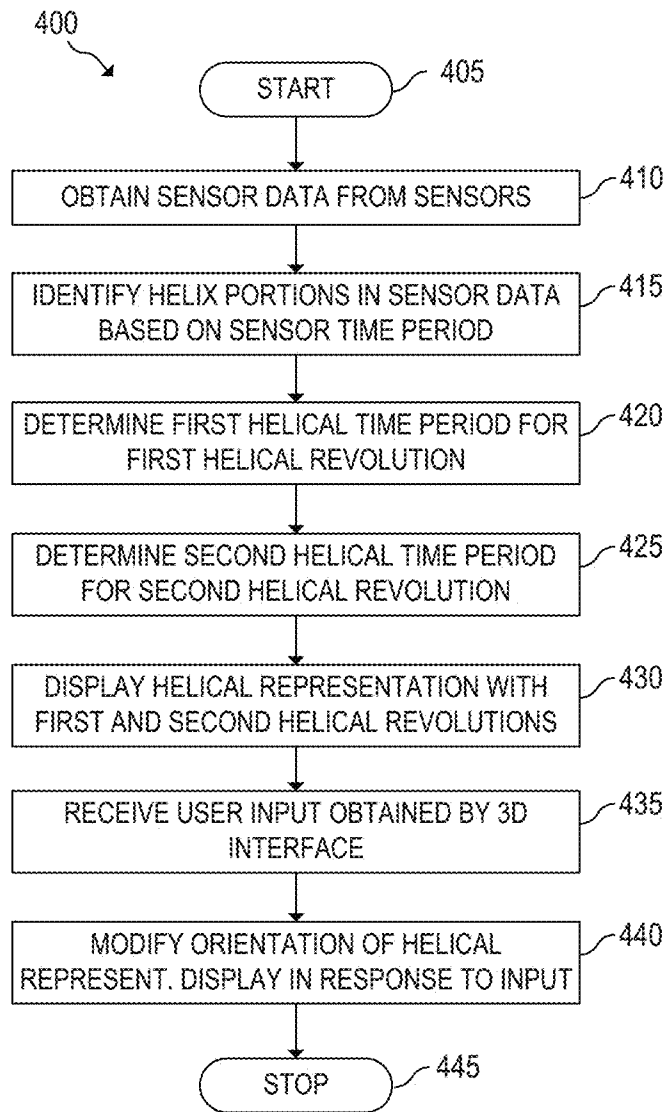 400
START
405
OBTAIN SENSOR DATA FROM SENSORS
410
IDENTIFY HELIX PORTIONS IN SENSOR DATA
BASED ON SENSOR TIME PERIOD
415
DETERMINE FIRST HELICAL TIME PERIOD FOR
FIRST HELICAL REVOLUTION
420
DETERMINE SECOND HELICAL TIME PERIOD
FOR SECOND HELICAL REVOLUTION
425
DISPLAY HELICAL REPRESENTATION WITH
FIRST AND SECOND HELICAL REVOLUTIONS
430
RECEIVE USER INPUT OBTAINED BY 3D
INTERFACE
435
MODIFY ORIENTATION OF HELICAL
REPRESENT. DISPLAY IN RESPONSE TO INPUT
440
STOP
445